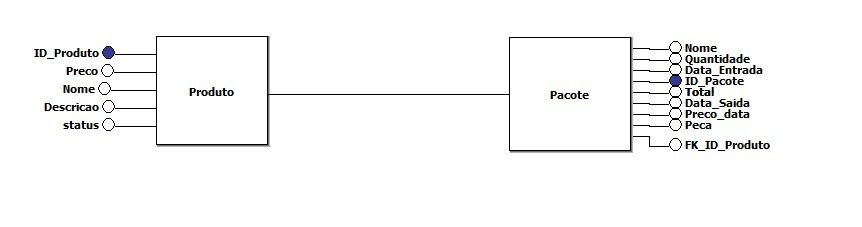 ID_Produto
Preco
Nome
Descricao
status
Produto
Pacote
Nome
Quantidade
Data_Entrada
ID_Pacote
Total
Data_Saida
Preco_data
Peca
FK_ID_Produto